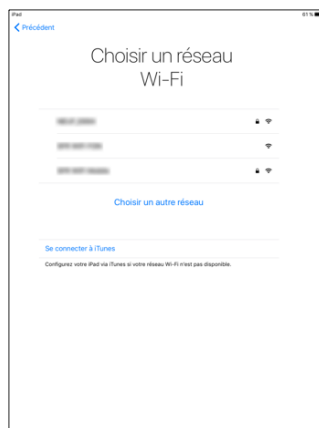 iPad
61 %
Précédent
Choisir un réseau
Wi-Fi
Choisir un autre réseau
Se connecter à iTunes
Configurez votre iPad via iTunes si votre réseau Wi-Fi n'est pas disponible.